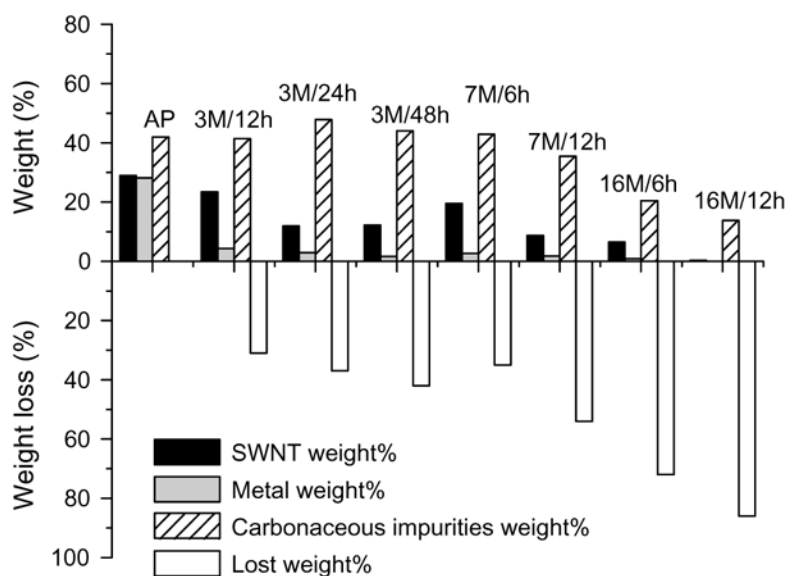 80
60
40
20
0
20
40
60
80
100
Weight (%)
Weight loss (%)
AP
3M/12h
3M/24h
3M/48h
7M/6h
7M/12h
16M/6h
16M/12h
SWNT weight%
Metal weight%
Carbonaceous impurities weight%
Lost weight%